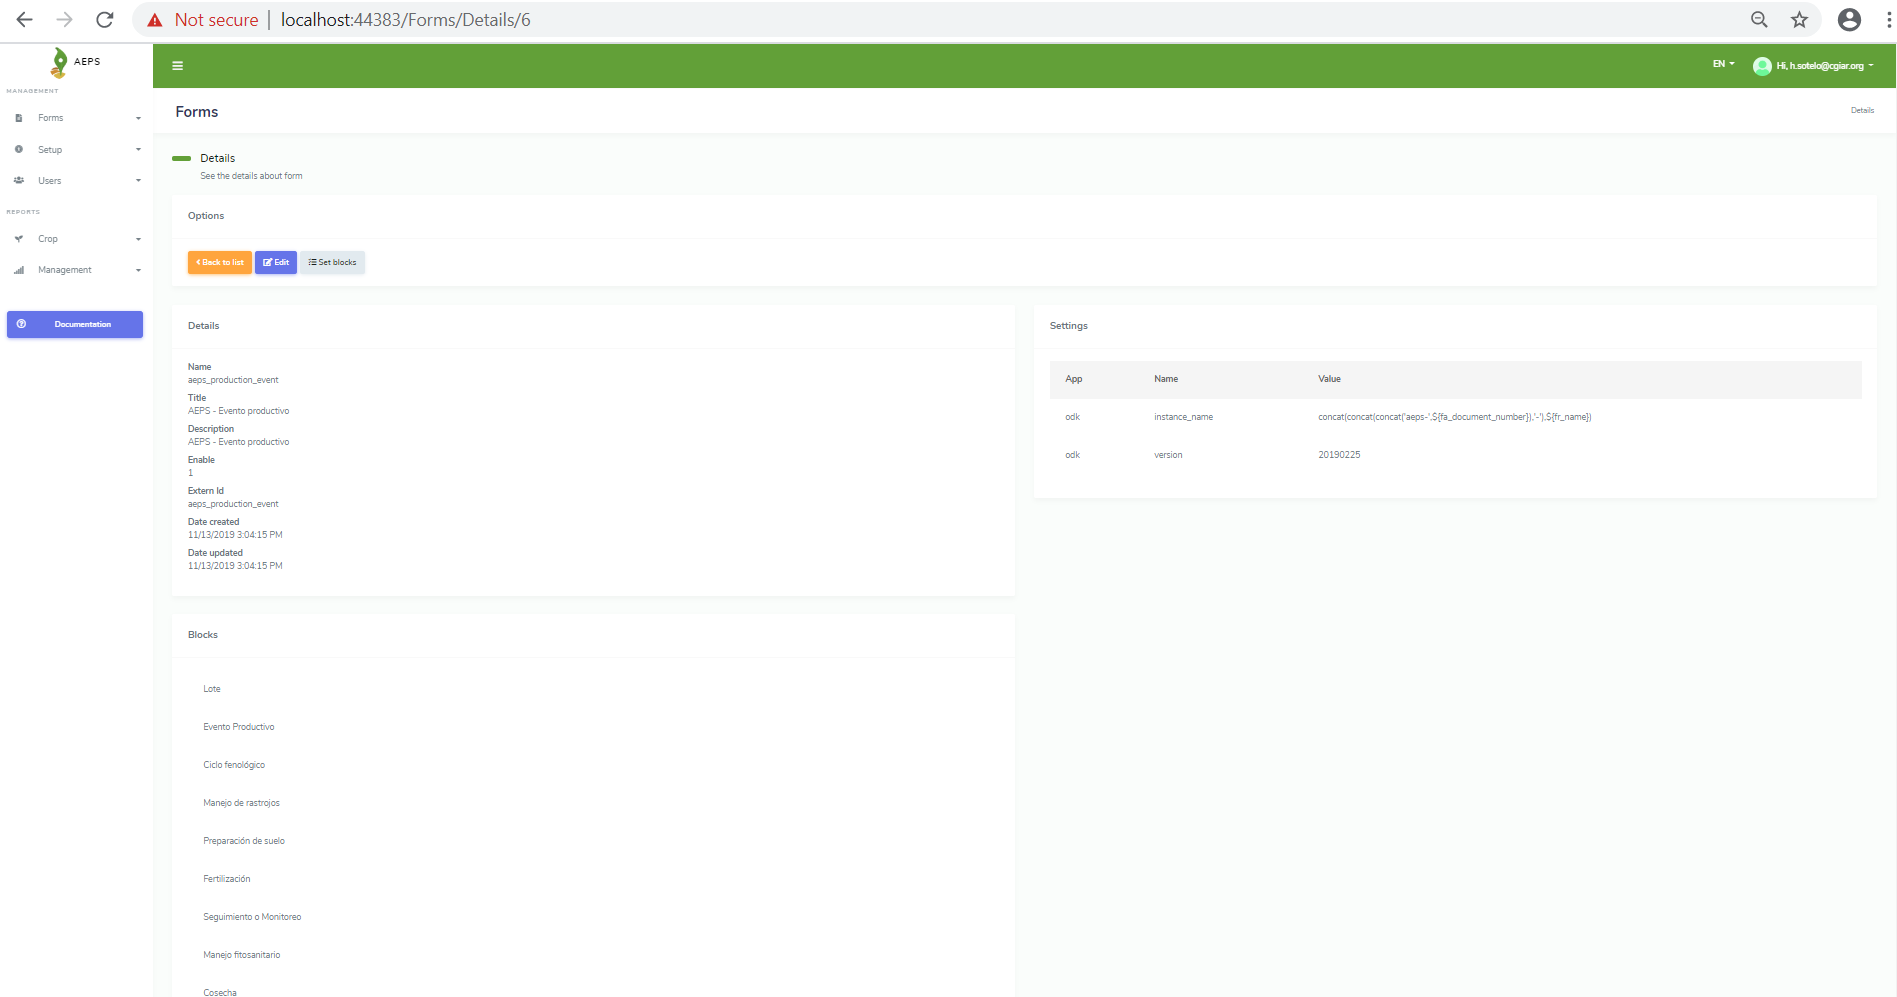 Not secure | localhost:44383/Forms/Details/6
AEPS
EN
Hi, h.sotelo@cgiar.org
MANAGEMENT
Forms
Setup
Users
REPORTS
Crop
Management
Documentation
Forms
Details
Details
See the details about form
Options
Back to list
Edit
Set blocks
Details
Name
aeps_production_event
Title
AEPS - Evento productivo
Description
AEPS - Evento productivo
Enable
1
Extern Id
aeps_production_event
Date created
11/13/2019 3:04:15 PM
Date updated
11/13/2019 3:04:15 PM
Settings
App Name Value
odk instance_name concat(concat(concat('aeps-',${fa_document_number}),'-'),${fr_name})
odk version 20190225
Blocks
Lote
Evento Productivo
Ciclo fenológico
Manejo de rastrojos
Preparación de suelo
Fertilización
Seguimiento o Monitoreo
Manejo fitosanitario
Cosecha